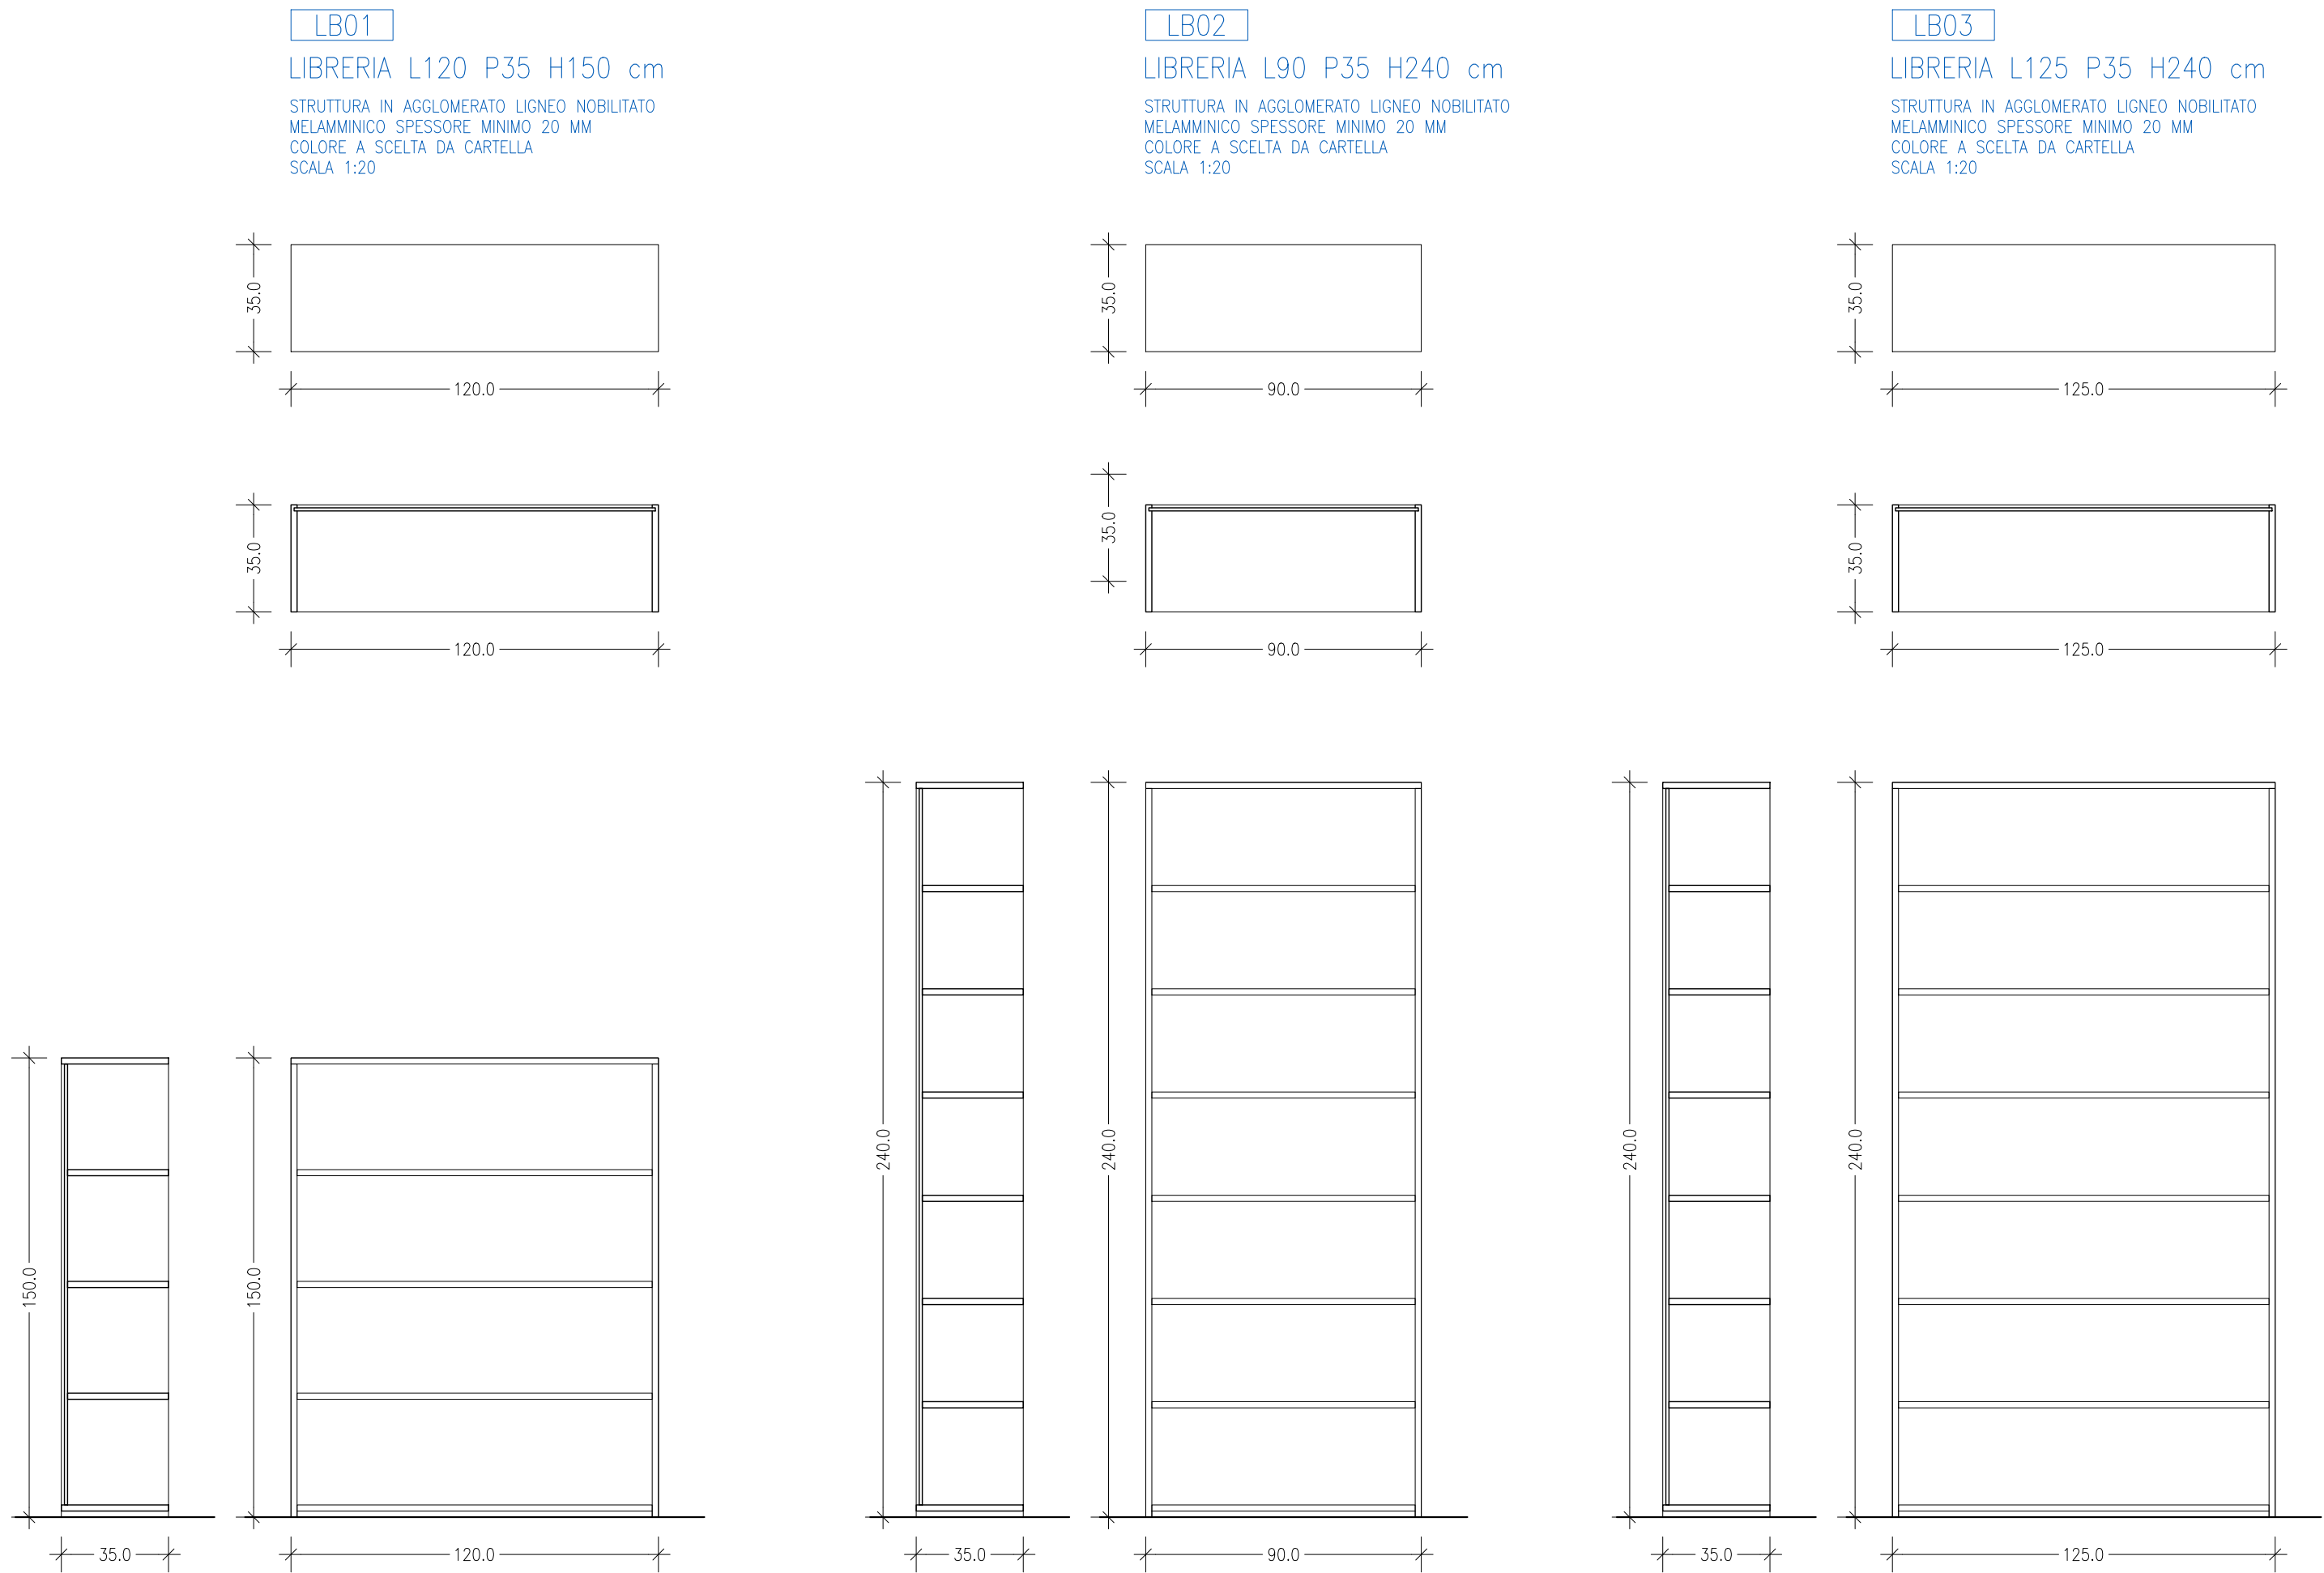 LB01
LIBRERIA L120 P35 H150 cm
STRUTTURA IN AGGLOMERATO LIGNEO NOBILITATO
MELAMMINICO SPESSORE MINIMO 20 MM
COLORE A SCELTA DA CARTELLA
SCALA 1:20
35.0
120.0
35.0
120.0
150.0
150.0
35.0
120.0
LB02
LIBRERIA L90 P35 H240 cm
STRUTTURA IN AGGLOMERATO LIGNEO NOBILITATO
MELAMMINICO SPESSORE MINIMO 20 MM
COLORE A SCELTA DA CARTELLA
SCALA 1:20
35.0
90.0
35.0
90.0
240.0
240.0
35.0
90.0
LB03
LIBRERIA L125 P35 H240 cm
STRUTTURA IN AGGLOMERATO LIGNEO NOBILITATO
MELAMMINICO SPESSORE MINIMO 20 MM
COLORE A SCELTA DA CARTELLA
SCALA 1:20
35.0
125.0
35.0
125.0
240.0
240.0
35.0
125.0